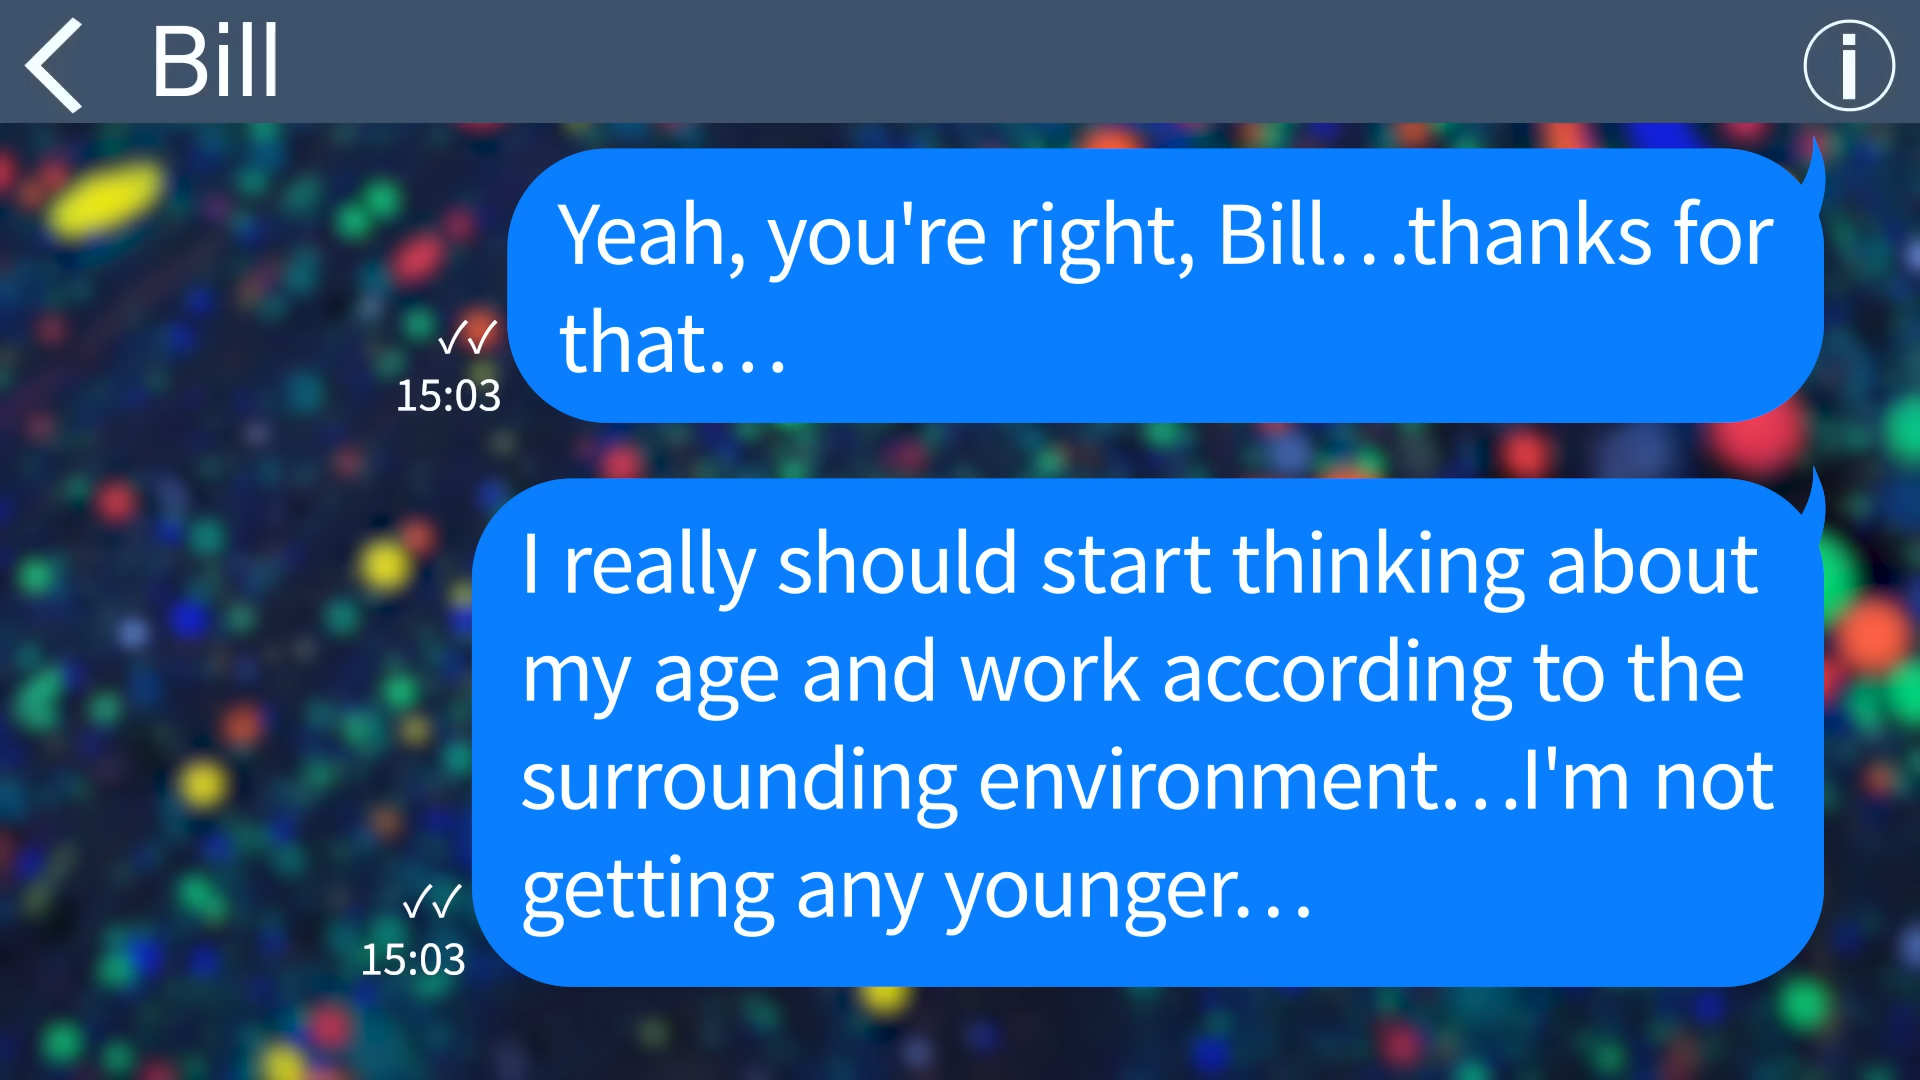 Bill
Yeah, you're right, Bill…thanks for
that…
✓✓
15:03
I really should start thinking about
my age and work according to the
surrounding environment…I'm not
getting any younger…
✓✓
15:03